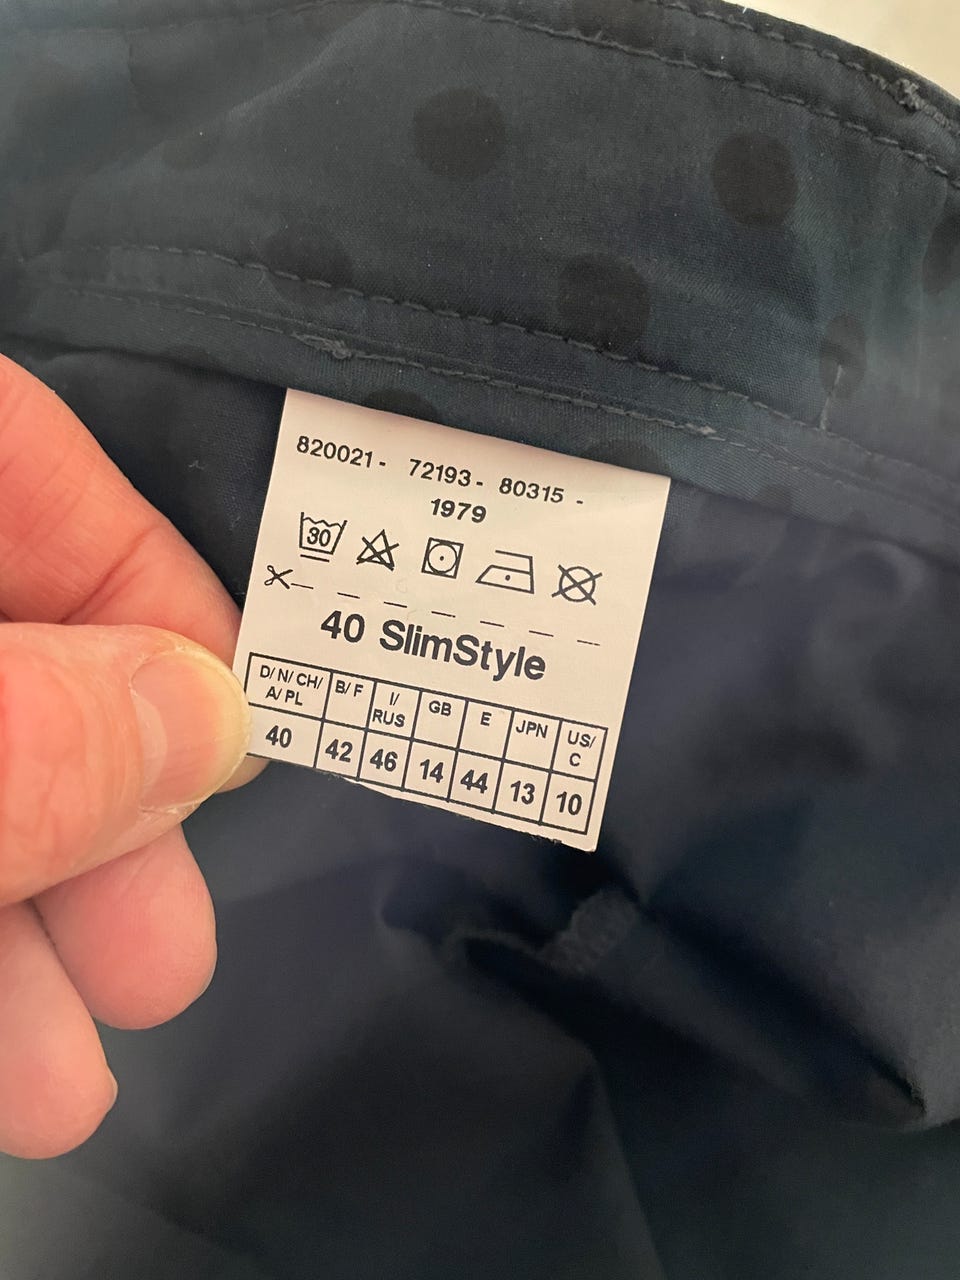 820021- 72193- 80315 -
1979
30
40 SlimStyle
D/ N/ CH/ A/ PL B/ F I/ RUS GB E JPN US/ C
40 42 46 14 44 13 10